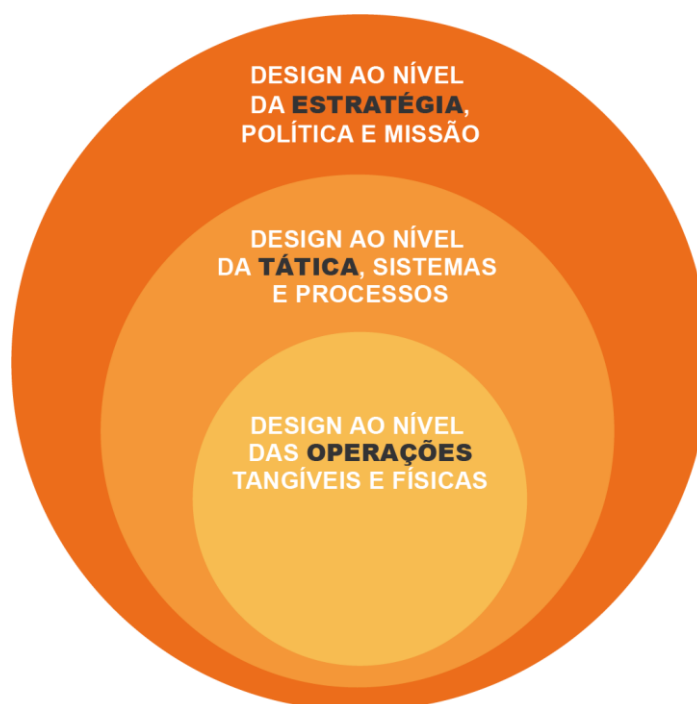 DESIGN AO NÍVEL
DA ESTRATÉGIA,
POLÍTICA E MISSÃO
DESIGN AO NÍVEL
DA TÁTICA, SISTEMAS
E PROCESSOS
DESIGN AO NÍVEL
DAS OPERAÇÕES
TANGÍVEIS E FÍSICAS